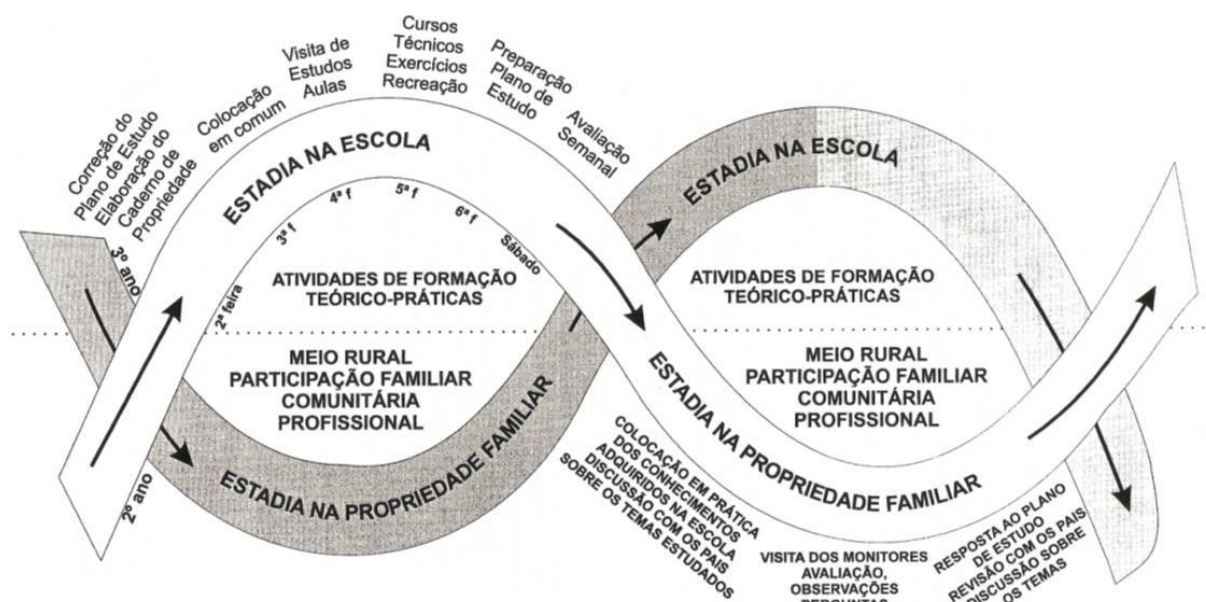 Correção do
Plano de Estudo
Elaboração do
Caderno de
Propriedade
Colocação
em comum
Visita de
Estudos
Aulas
Cursos
Técnicos
Exercícios
Recreação
Preparação
Plano de
Estudo
Avaliação
Semanal
ESTADIA NA ESCOLA
2ª feira
3ª f
4ª f
5ª f
6ª f
Sábado
3º ano
2º ano
ATIVIDADES DE FORMAÇÃO
TEÓRICO-PRÁTICAS
MEIO RURAL
PARTICIPAÇÃO FAMILIAR
COMUNITÁRIA
PROFISSIONAL
ESTADIA NA PROPRIEDADE FAMILIAR
ESTADIA NA ESCOLA
ATIVIDADES DE FORMAÇÃO
TEÓRICO-PRÁTICAS
MEIO RURAL
PARTICIPAÇÃO FAMILIAR
COMUNITÁRIA
PROFISSIONAL
ESTADIA NA PROPRIEDADE FAMILIAR
COLOCAÇÃO EM PRÁTICA
DOS CONHECIMENTOS
ADQUIRIDOS NA ESCOLA
DISCUSSÃO COM OS PAIS
SOBRE OS TEMAS ESTUDADOS
VISITA DOS MONITORES
AVALIAÇÃO,
OBSERVAÇÕES
RESPOSTA AO PLANO
DE ESTUDO
REVISÃO COM OS PAIS
DISCUSSÃO SOBRE
OS TEMAS